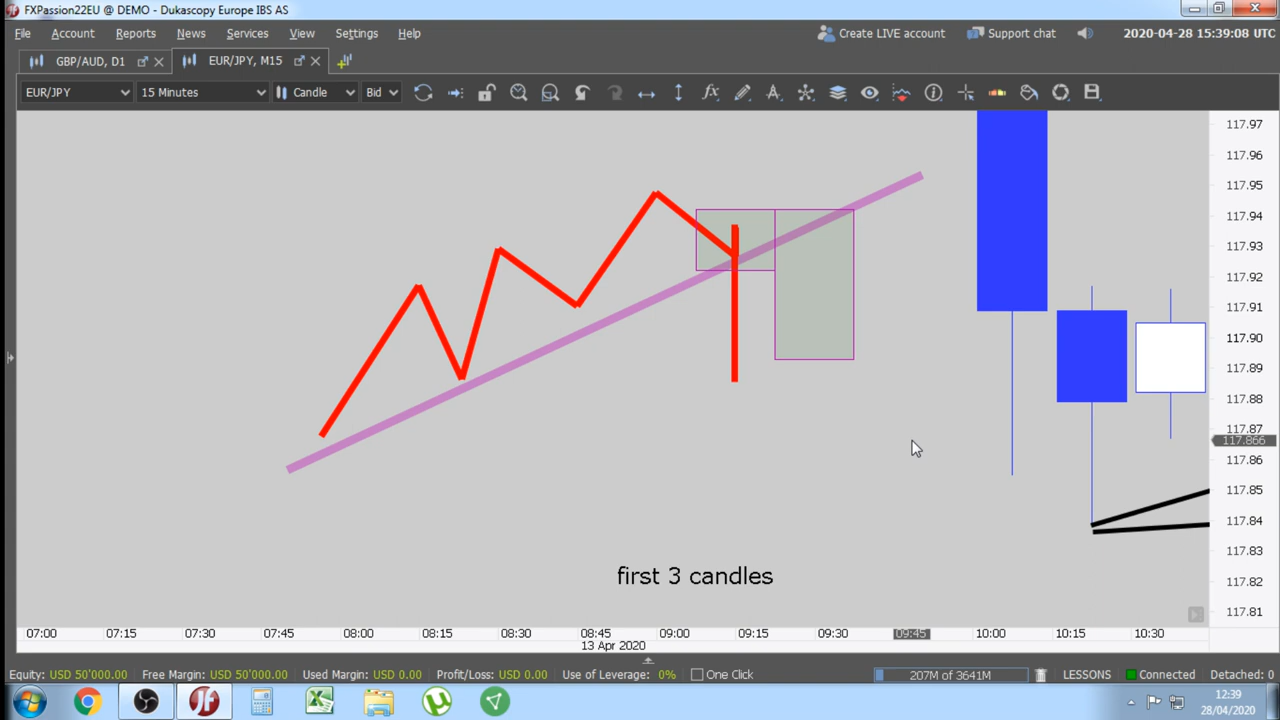 FXPassion22EU @ DEMO - Dukascopy Europe IBS AS
File Account Reports News Services View Settings Help
Create LIVE account Support chat 2020-04-28 15:39:08 UTC
GBP/AUD, D1 EUR/JPY, M15
EUR/JPY 15 Minutes Candle Bid
117.97
117.96
117.95
117.94
117.93
117.92
117.91
117.90
117.89
117.88
117.87
117.866
117.86
117.85
117.84
117.83
117.82
117.81
first 3 candles
07:00 07:15 07:30 07:45 08:00 08:15 08:30 08:45 09:00 09:15 09:30 09:45 10:00 10:15 10:30
13 Apr 2020
Equity: USD 50'000.00 Free Margin: USD 50'000.00 Used Margin: USD 0.00 Profit/Loss: USD 0.00 Use of Leverage: 0% One Click 207M of 3641M LESSONS Connected Detached: 0
12:39
28/04/2020